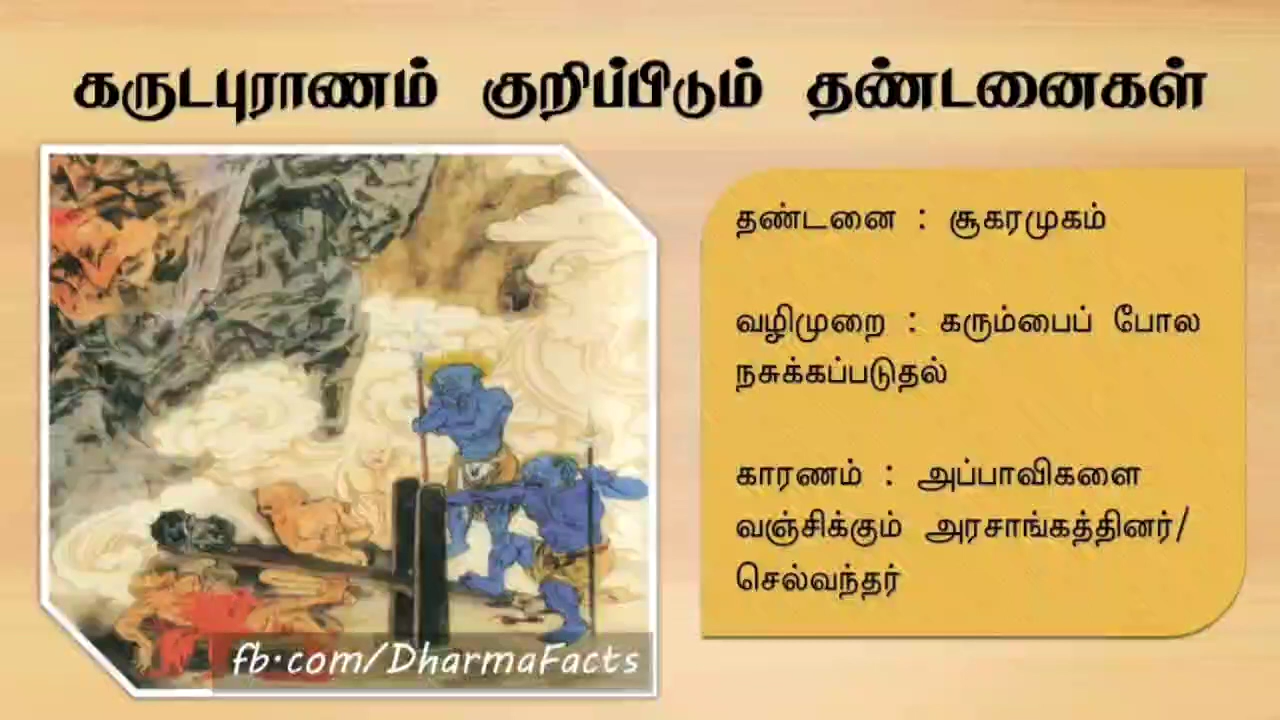 கருடபுராணம் குறிப்பிடும் தண்டனைகள்
தண்டனை : சூகரமுகம்
வழிமுறை : கரும்பைப் போல
நசுக்கப்படுதல்
காரணம் : அப்பாவிகளை
வஞ்சிக்கும் அரசாங்கத்தினர்/
செல்வந்தர்
fb.com/DharmaFacts